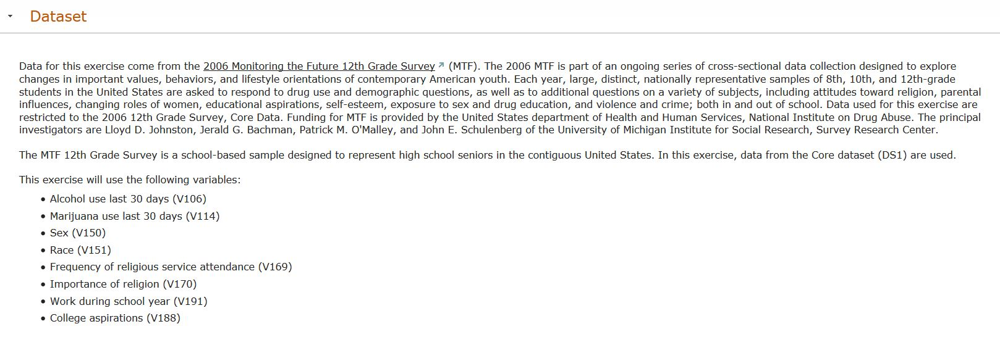 Dataset
Data for this exercise come from the 2006 Monitoring the Future 12th Grade Survey (MTF). The 2006 MTF is part of an ongoing series of cross-sectional data collection designed to explore
changes in important values, behaviors, and lifestyle orientations of contemporary American youth. Each year, large, distinct, nationally representative samples of 8th, 10th, and 12th-grade
students in the United States are asked to respond to drug use and demographic questions, as well as to additional questions on a variety of subjects, including attitudes toward religion, parental
influences, changing roles of women, educational aspirations, self-esteem, exposure to sex and drug education, and violence and crime; both in and out of school. Data used for this exercise are
restricted to the 2006 12th Grade Survey, Core Data. Funding for MTF is provided by the United States department of Health and Human Services, National Institute on Drug Abuse. The principal
investigators are Lloyd D. Johnston, Jerald G. Bachman, Patrick M. O'Malley, and John E. Schulenberg of the University of Michigan Institute for Social Research, Survey Research Center.
The MTF 12th Grade Survey is a school-based sample designed to represent high school seniors in the contiguous United States. In this exercise, data from the Core dataset (DS1) are used.
This exercise will use the following variables:
• Alcohol use last 30 days (V106)
• Marijuana use last 30 days (V114)
• Sex (V150)
• Race (V151)
• Frequency of religious service attendance (V169)
• Importance of religion (V170)
• Work during school year (V191)
• College aspirations (V188)